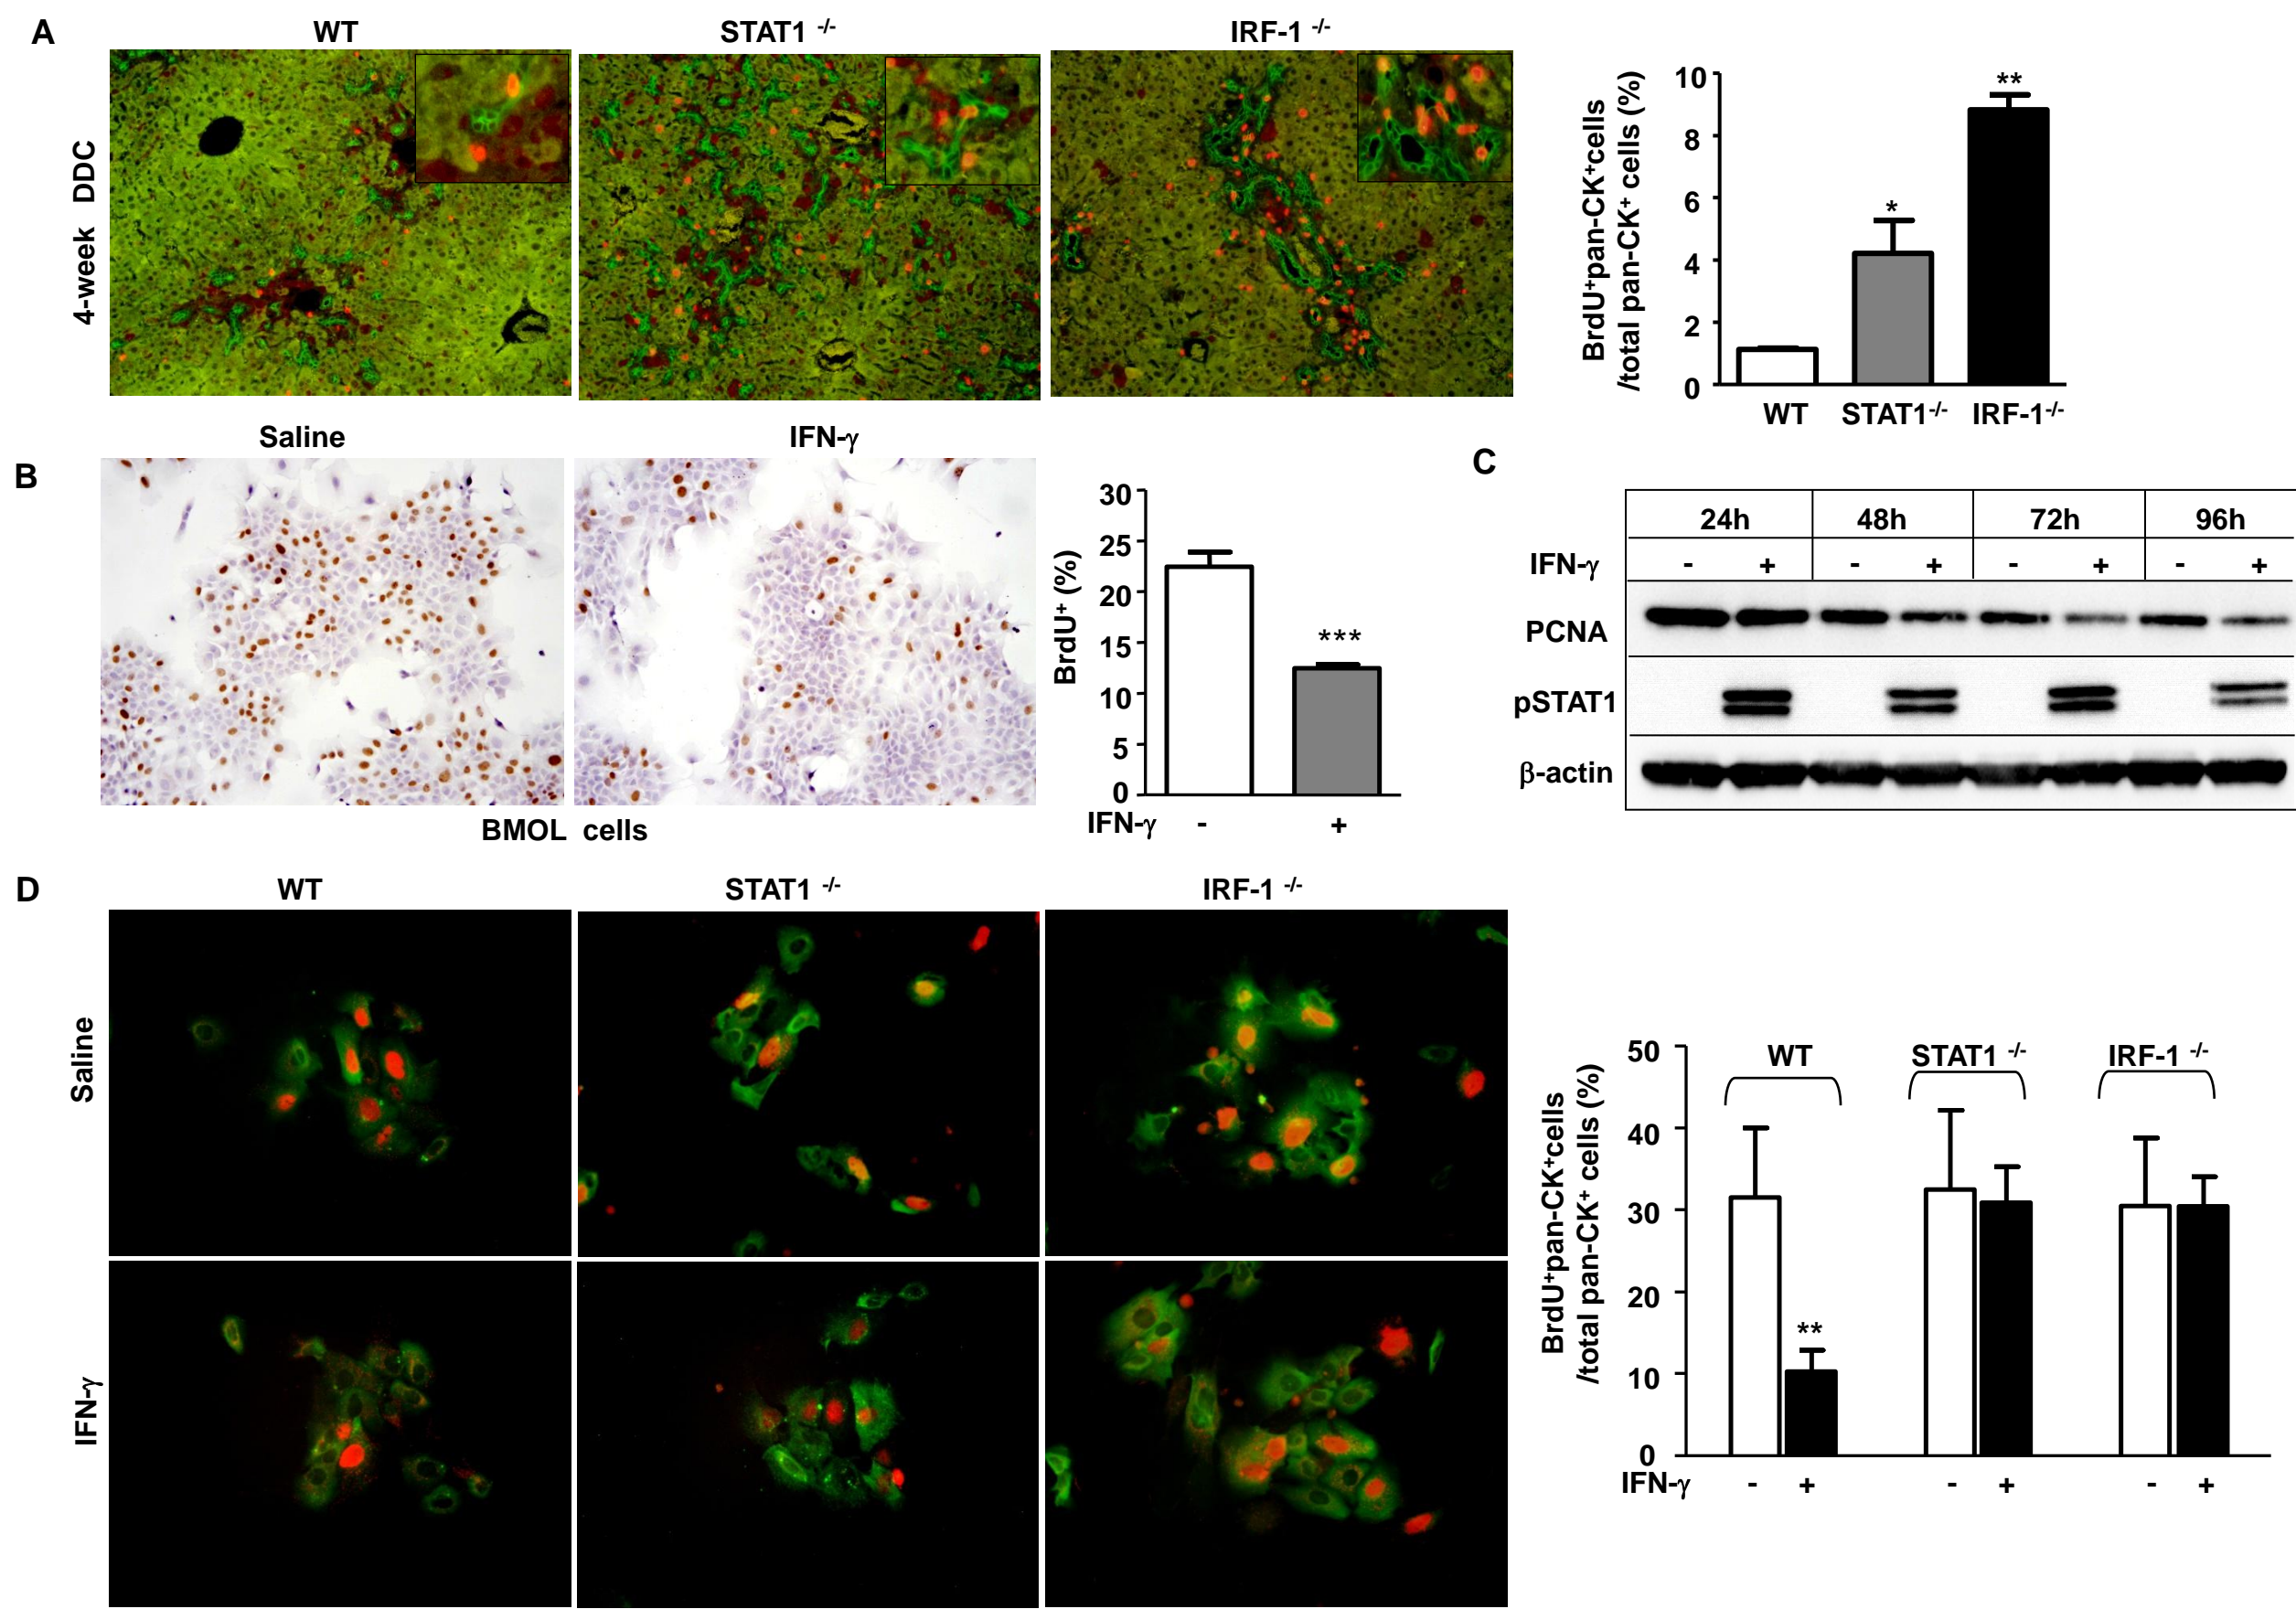 A
WT
STAT1 -/-
IRF-1 -/-
4-week DDC
BrdU+pan-CK+cells
/total pan-CK+ cells (%)
10
8
6
4
2
0
*
**
WT
STAT1-/-
IRF-1-/-
B
Saline
IFN-γ
BMOL cells
BrdU+ (%)
30
25
20
15
10
5
0
***
IFN-γ - +
C
24h 48h 72h 96h
IFN-γ - + - + - + - +
PCNA
pSTAT1
β-actin
D
WT
STAT1 -/-
IRF-1 -/-
Saline
IFN-γ
BrdU+pan-CK+cells
/total pan-CK+ cells (%)
50
40
30
20
10
0
WT
STAT1 -/-
IRF-1 -/-
**
IFN-γ - + - + - +